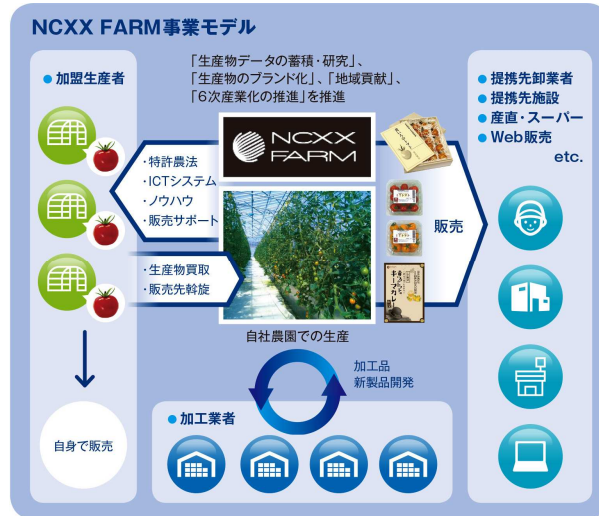 NCXX FARM事業モデル
● 加盟生産者
「生産物データの蓄積・研究」、
「生産物のブランド化」、「地域貢献」、
「6次産業化の推進」を推進
● 提携先卸業者
● 提携先施設
● 産直・スーパー
● Web販売
etc.
NCXX
FARM
・特許農法
・ICTシステム
・ノウハウ
・販売サポート
販売
・生産物買取
・販売先斡旋
自社農園での生産
加工品
新製品開発
自身で販売
● 加工業者